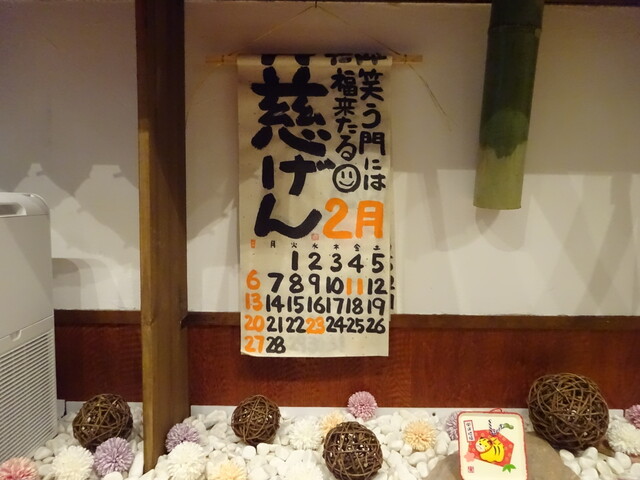 笑う門には
福来たる
慈げん
2月
日 月 火 水 木 金 土
1 2 3 4 5
6 7 8 9 10 11 12
13 14 15 16 17 18 19
20 21 22 23 24 25 26
27 28